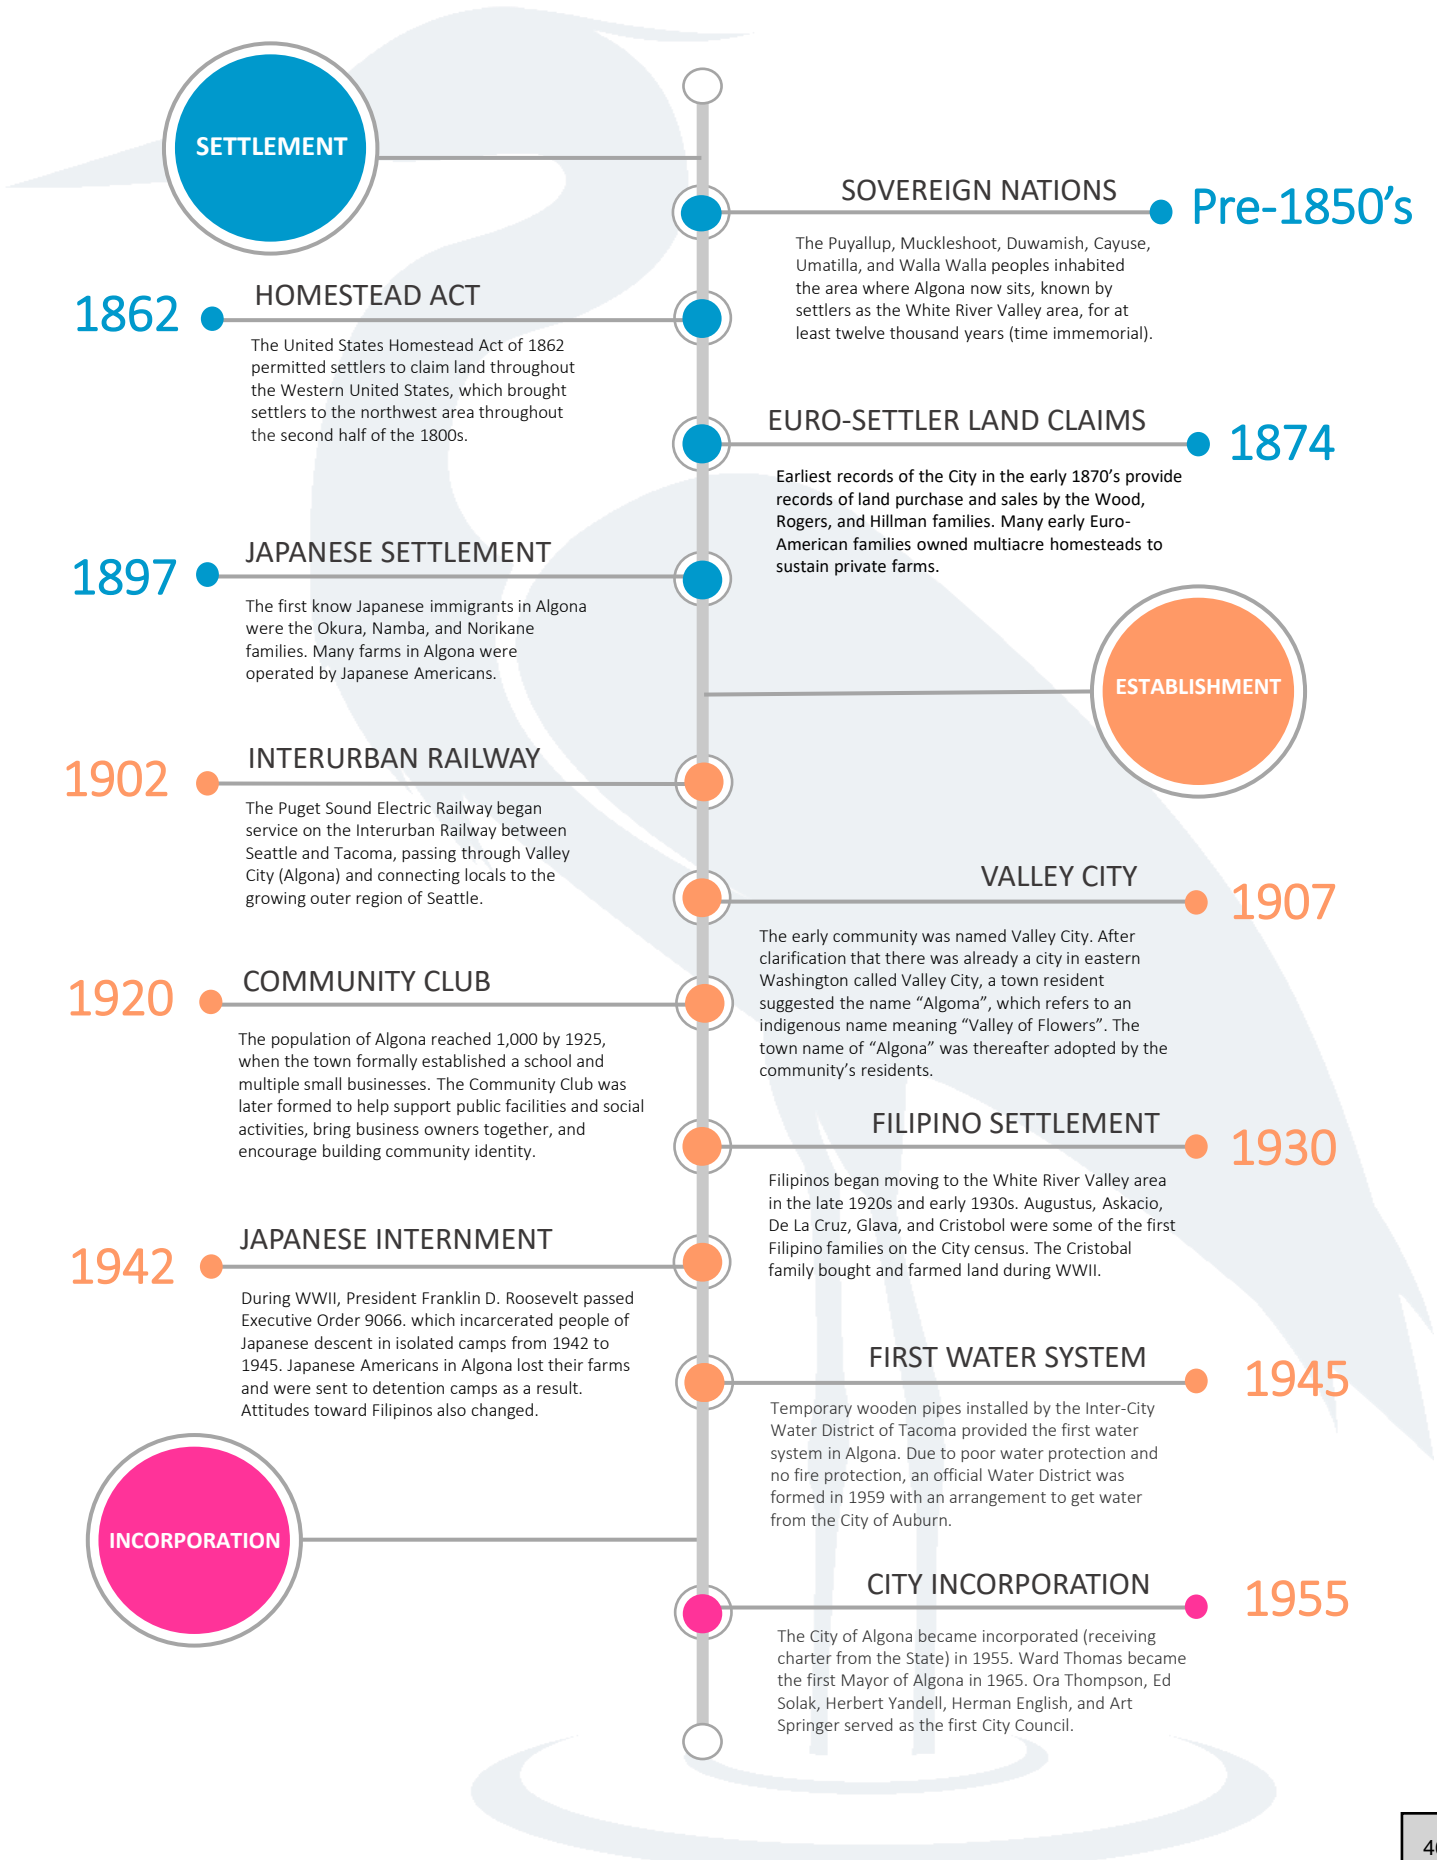 SETTLEMENT
SOVEREIGN NATIONS
Pre-1850's
The Puyallup, Muckleshoot, Duwamish, Cayuse,
Umatilla, and Walla Walla peoples inhabited
the area where Algona now sits, known by
settlers as the White River Valley area, for at
least twelve thousand years (time immemorial).
1862
HOMESTEAD ACT
The United States Homestead Act of 1862
permitted settlers to claim land throughout
the Western United States, which brought
settlers to the northwest area throughout
the second half of the 1800s.
EURO-SETTLER LAND CLAIMS
1874
Earliest records of the City in the early 1870's provide
records of land purchase and sales by the Wood,
Rogers, and Hillman families. Many early Euro-
American families owned multiacre homesteads to
sustain private farms.
1897
JAPANESE SETTLEMENT
The first know Japanese immigrants in Algona
were the Okura, Namba, and Norikane
families. Many farms in Algona were
operated by Japanese Americans.
ESTABLISHMENT
1902
INTERURBAN RAILWAY
The Puget Sound Electric Railway began
service on the Interurban Railway between
Seattle and Tacoma, passing through Valley
City (Algona) and connecting locals to the
growing outer region of Seattle.
VALLEY CITY
1907
The early community was named Valley City. After
clarification that there was already a city in eastern
Washington called Valley City, a town resident
suggested the name “Algoma”, which refers to an
indigenous name meaning “Valley of Flowers”. The
town name of “Algona” was thereafter adopted by the
community's residents.
1920
COMMUNITY CLUB
The population of Algona reached 1,000 by 1925,
when the town formally established a school and
multiple small businesses. The Community Club was
later formed to help support public facilities and social
activities, bring business owners together, and
encourage building community identity.
FILIPINO SETTLEMENT
1930
Filipinos began moving to the White River Valley area
in the late 1920s and early 1930s. Augustus, Askacio,
De La Cruz, Glava, and Cristobol were some of the first
Filipino families on the City census. The Cristobal
family bought and farmed land during WWII.
1942
JAPANESE INTERNMENT
During WWII, President Franklin D. Roosevelt passed
Executive Order 9066. which incarcerated people of
Japanese descent in isolated camps from 1942 to
1945. Japanese Americans in Algona lost their farms
and were sent to detention camps as a result.
Attitudes toward Filipinos also changed.
FIRST WATER SYSTEM
1945
Temporary wooden pipes installed by the Inter-City
Water District of Tacoma provided the first water
system in Algona. Due to poor water protection and
no fire protection, an official Water District was
formed in 1959 with an arrangement to get water
from the City of Auburn.
INCORPORATION
CITY INCORPORATION
1955
The City of Algona became incorporated (receiving
charter from the State) in 1955. Ward Thomas became
the first Mayor of Algona in 1965. Ora Thompson, Ed
Solak, Herbert Yandell, Herman English, and Art
Springer served as the first City Council.